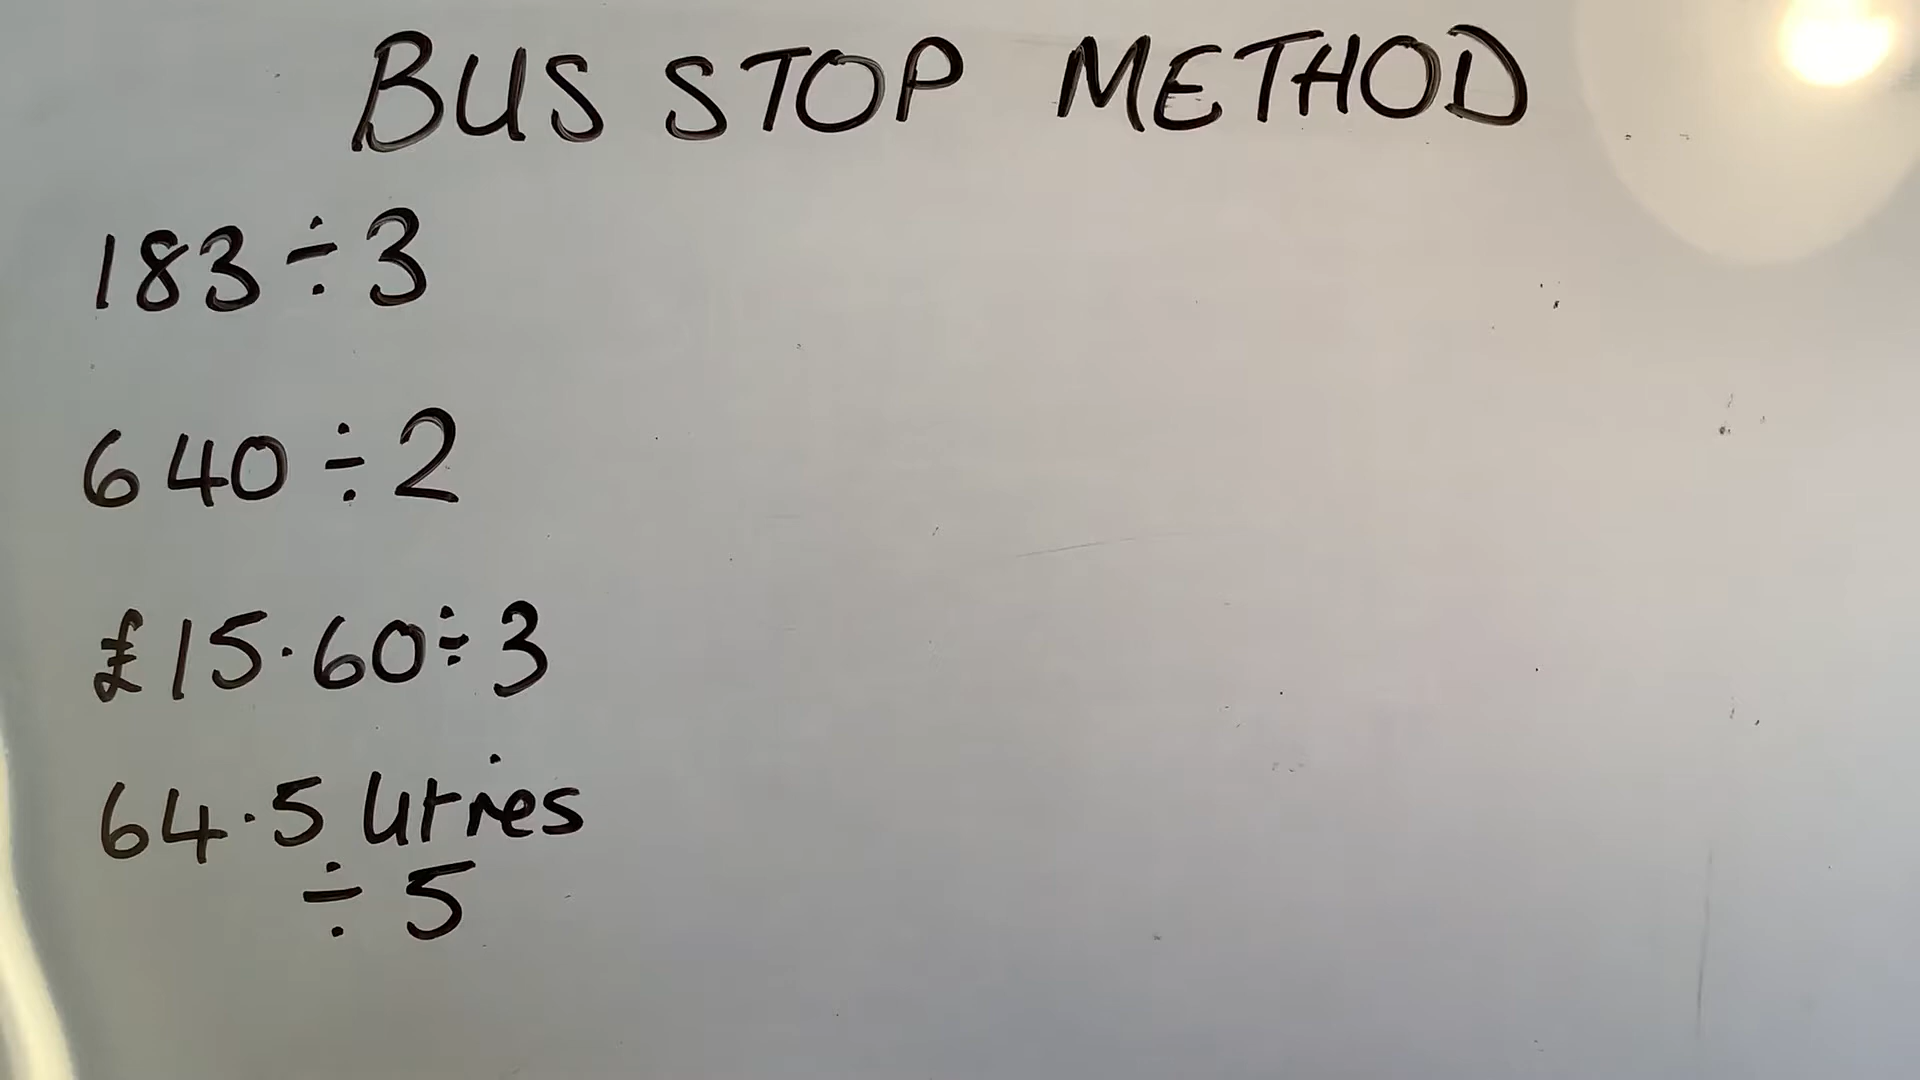 BUS STOP METHOD
183 ÷ 3
640 ÷ 2
£15·60 ÷ 3
64·5 litres
÷ 5